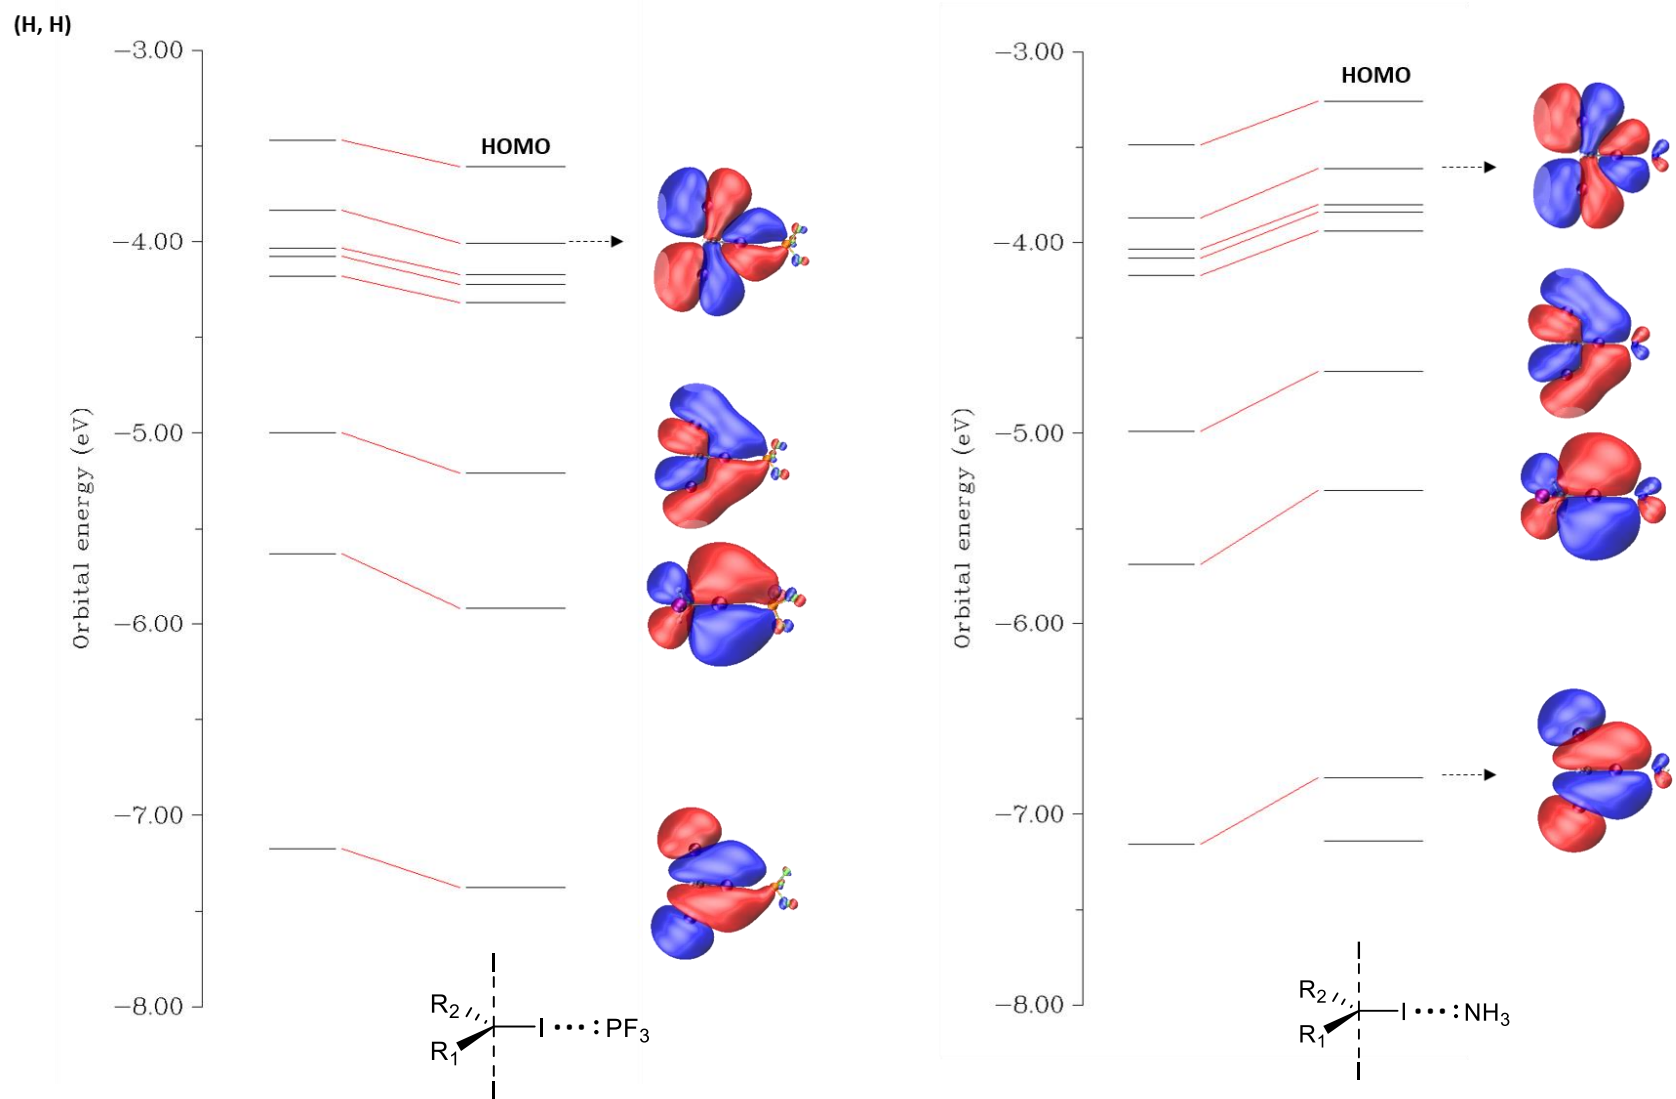 (H, H)
−3.00
HOMO
−4.00
−5.00
−6.00
−7.00
−8.00
Orbital energy (eV)
I
R2
I•••:PF3
R1
I
−3.00
HOMO
−4.00
−5.00
−6.00
−7.00
−8.00
Orbital energy (eV)
I
R2
I•••:NH3
R1
I